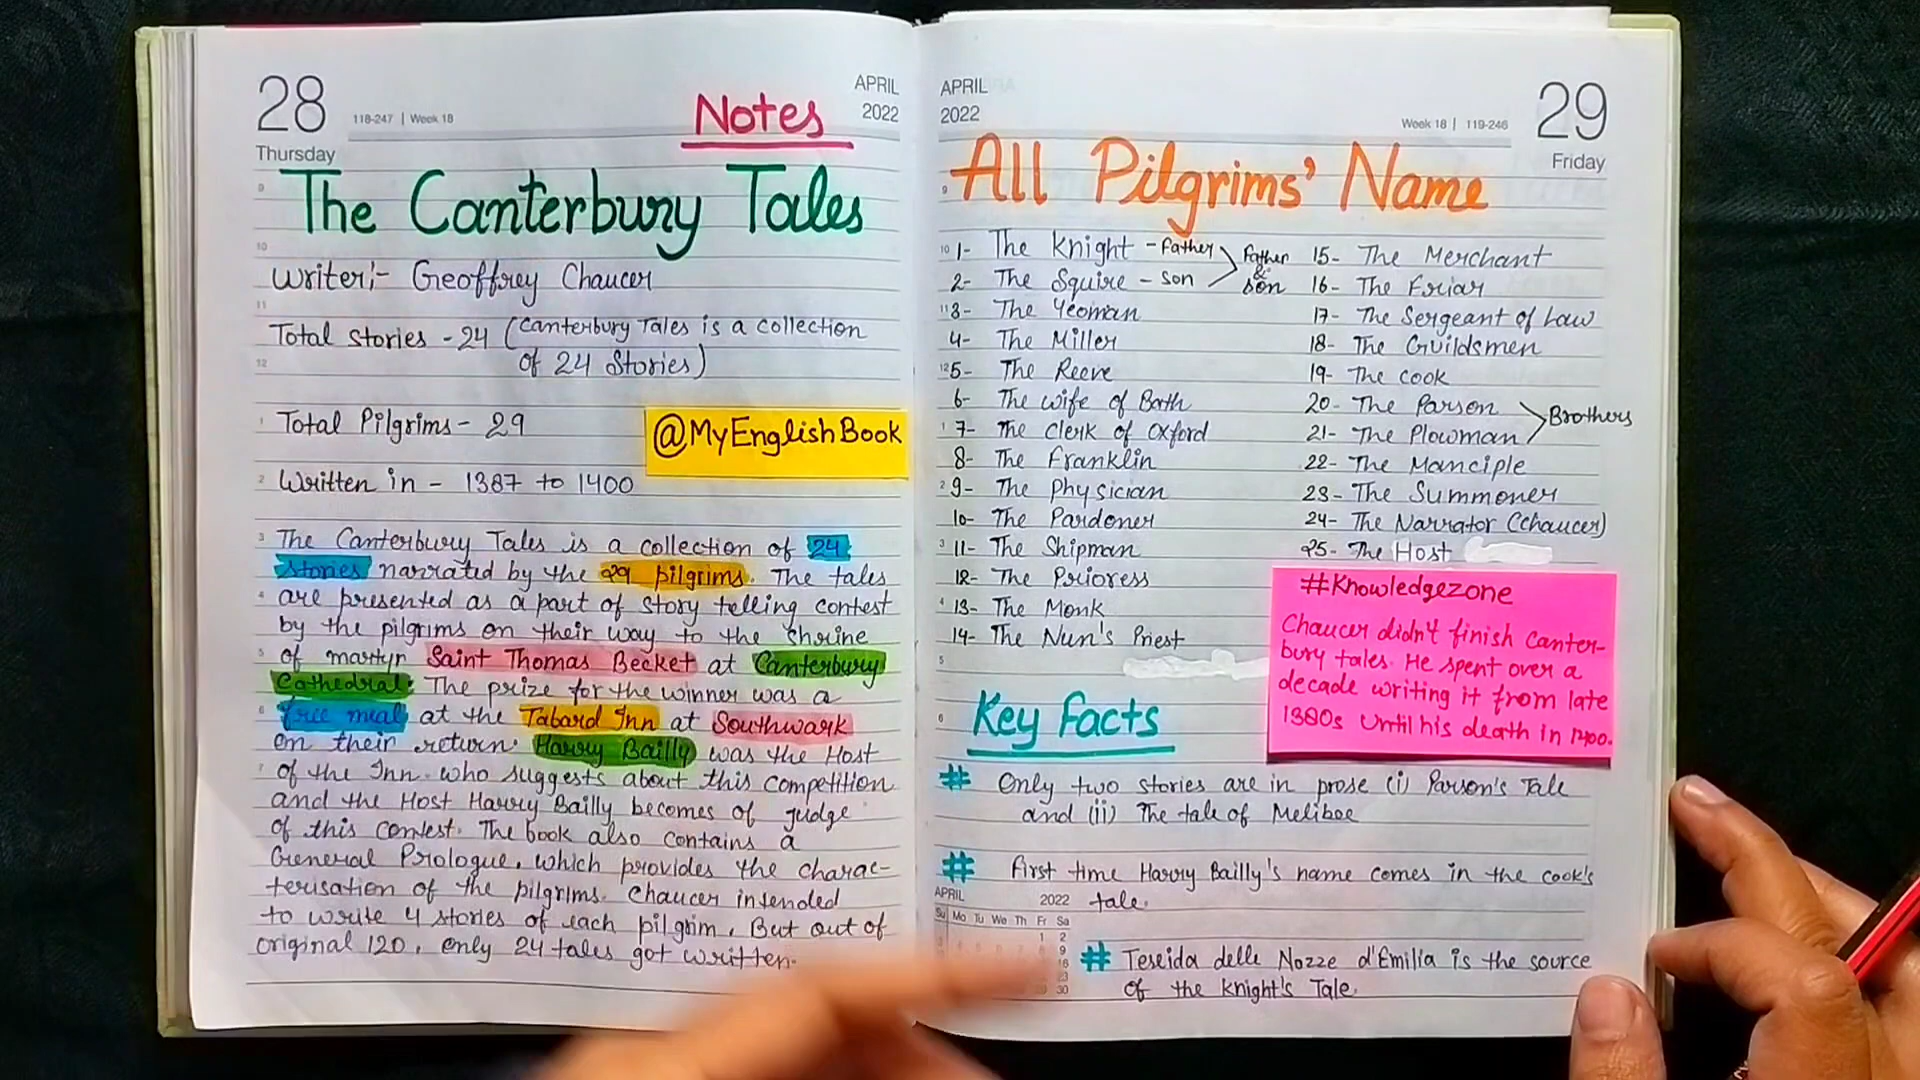 28
118-247 | Week 18
Notes
APRIL
2022
Thursday
The Canterbury Tales
Writer:- Geoffrey Chaucer
Total stories - 24 (Canterbury Tales is a collection
of 24 Stories)
Total Pilgrims - 29
@MyEnglishBook
Written in - 1387 to 1400
The Canterbury Tales is a collection of 24
stories narrated by the 29 pilgrims. The tales
are presented as a part of story telling contest
by the pilgrims on their way to the shrine
of martyr Saint Thomas Becket at Canterbury
Cathedral. The prize for the winner was a
free meal at the Tabard Inn at Southwark
on their return. Harry Bailly was the Host
of the Inn who suggests about this competition
and the Host Harry Bailly becomes of judge
of this contest. The book also contains a
General Prologue, which provides the charac-
terisation of the pilgrims. Chaucer intended
to write 4 stories of each pilgrim. But out of
original 120, only 24 tales got written.
APRIL
2022
Week 18 | 119-246
29
Friday
All Pilgrims' Name
1- The Knight - Father
2- The Squire - son
Father
&
son
3- The Yeoman
4- The Miller
5- The Reeve
6- The wife of Bath
7- The Clerk of Oxford
8- The Franklin
9- The Physician
10- The Pardoner
11- The Shipman
12- The Prioress
13- The Monk
14- The Nun's Priest
15- The Merchant
16- The Friar
17- The Sergeant of Law
18- The Guildsmen
19- The Cook
20- The Parson
21- The Plowman
Brothers
22- The Manciple
23- The Summoner
24- The Narrator (Chaucer)
25- The Host
#Knowledgezone
Chaucer didn't finish Canter-
bury tales. He spent over a
decade writing it from late
1380s Until his death in 1400.
Key Facts
# Only two stories are in prose (i) Parson's Tale
and (ii) The tale of Melibee
# First time Harry Bailly's name comes in the cook's
tale.
APRIL 2022
Su Mo Tu We Th Fr Sa
1 2
9
16
23
30
# Teseida delle Nozze d'Emilia is the source
of the Knight's Tale.